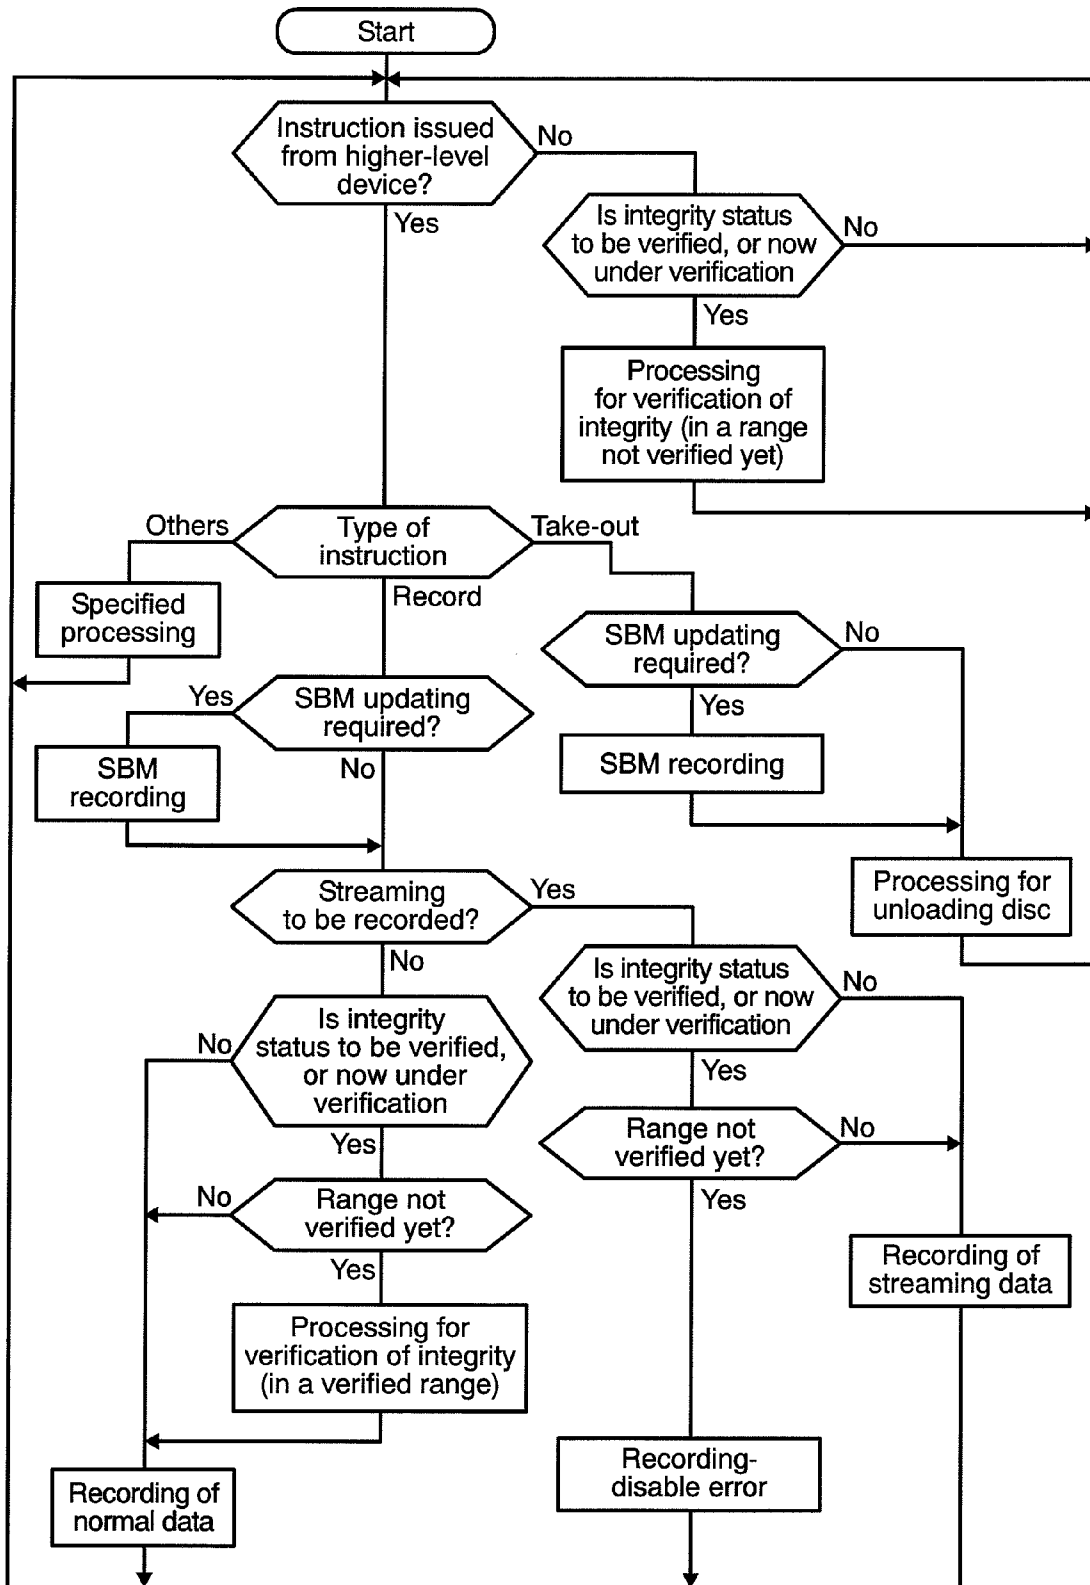 Start
Instruction issued
from higher-level
device?
No
Yes
Is integrity status
to be verified, or now
under verification
No
Yes
Processing
for verification of
integrity (in a range
not verified yet)
Others
Type of
instruction
Take-out
Record
Specified
processing
SBM updating
required?
No
Yes
Yes
SBM updating
required?
No
SBM
recording
SBM recording
Processing for
unloading disc
Streaming
to be recorded?
Yes
No
Is integrity status
to be verified, or now
under verification
No
Yes
Is integrity
status to be verified,
or now under
verification
No
Yes
Range not
verified yet?
No
Yes
Range not
verified yet?
No
Yes
Recording of
streaming data
Processing for
verification of integrity
(in a verified range)
Recording-
disable error
Recording of
normal data